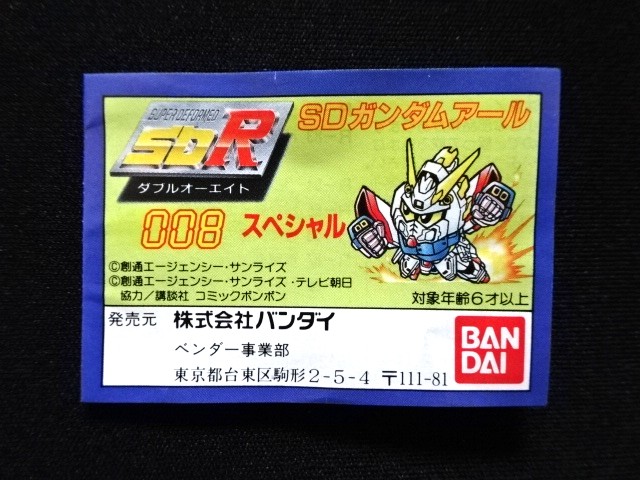 SUPER DEFORMED
SDR
SDガンダムアール
ダブルオーエイト
008 スペシャル
©創通エージェンシー・サンライズ
©創通エージェンシー・サンライズ・テレビ朝日
協力／講談社 コミックボンボン
対象年齢6才以上
発売元 株式会社バンダイ
ベンダー事業部
東京都台東区駒形2-5-4 〒111-81
BAN
DAI